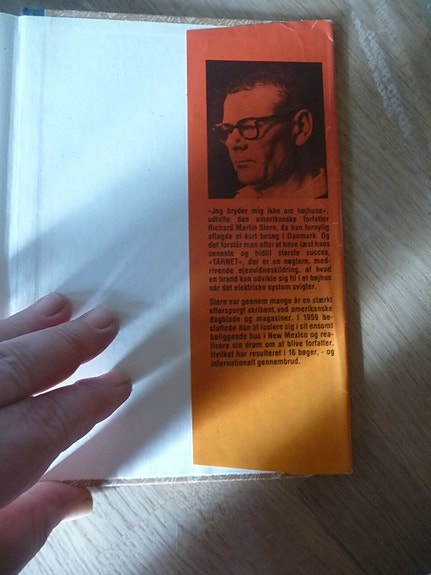 «Jeg bryder mig ikke om højhuse»,
udtalte den amerikanske forfatter
Richard Martin Stern, da han fornylig
aflagde et kort besøg i Danmark. Og
det forstår man efter at have læst hans
seneste og hidtil største succes,
«TÅRNET», der er en nøgtern, med-
rivende øjenvidneskildring, af hvad
en brand kan udvikle sig til i et højhus
når det elektriske system svigter.
Stern var gennem mange år en stærkt
efterspurgt skribent, ved amerikanske
dagblade og magasiner. I 1959 be-
sluttede han at isolere sig i sit ensomt
beliggende hus i New Mexico og rea-
lisere sin drøm om at blive forfatter.
Hvilket har resulteret i 16 bøger, - og
internationalt gennembrud.